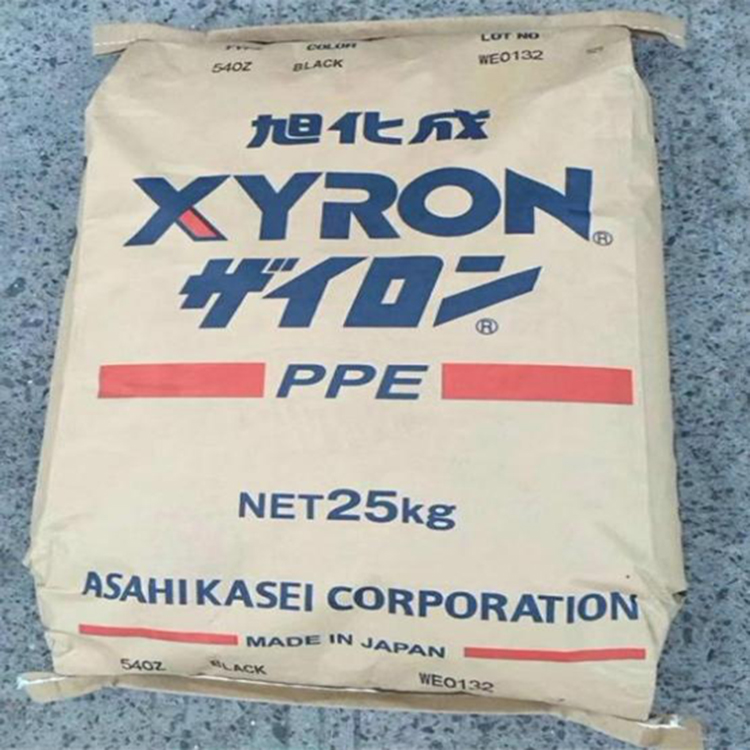 TYPE COLOR LOT NO
540Z BLACK WE0132
旭化成
XYRON®
ザイロン®
PPE
NET25kg
ASAHI KASEI CORPORATION
MADE IN JAPAN
540Z BLACK WE0132